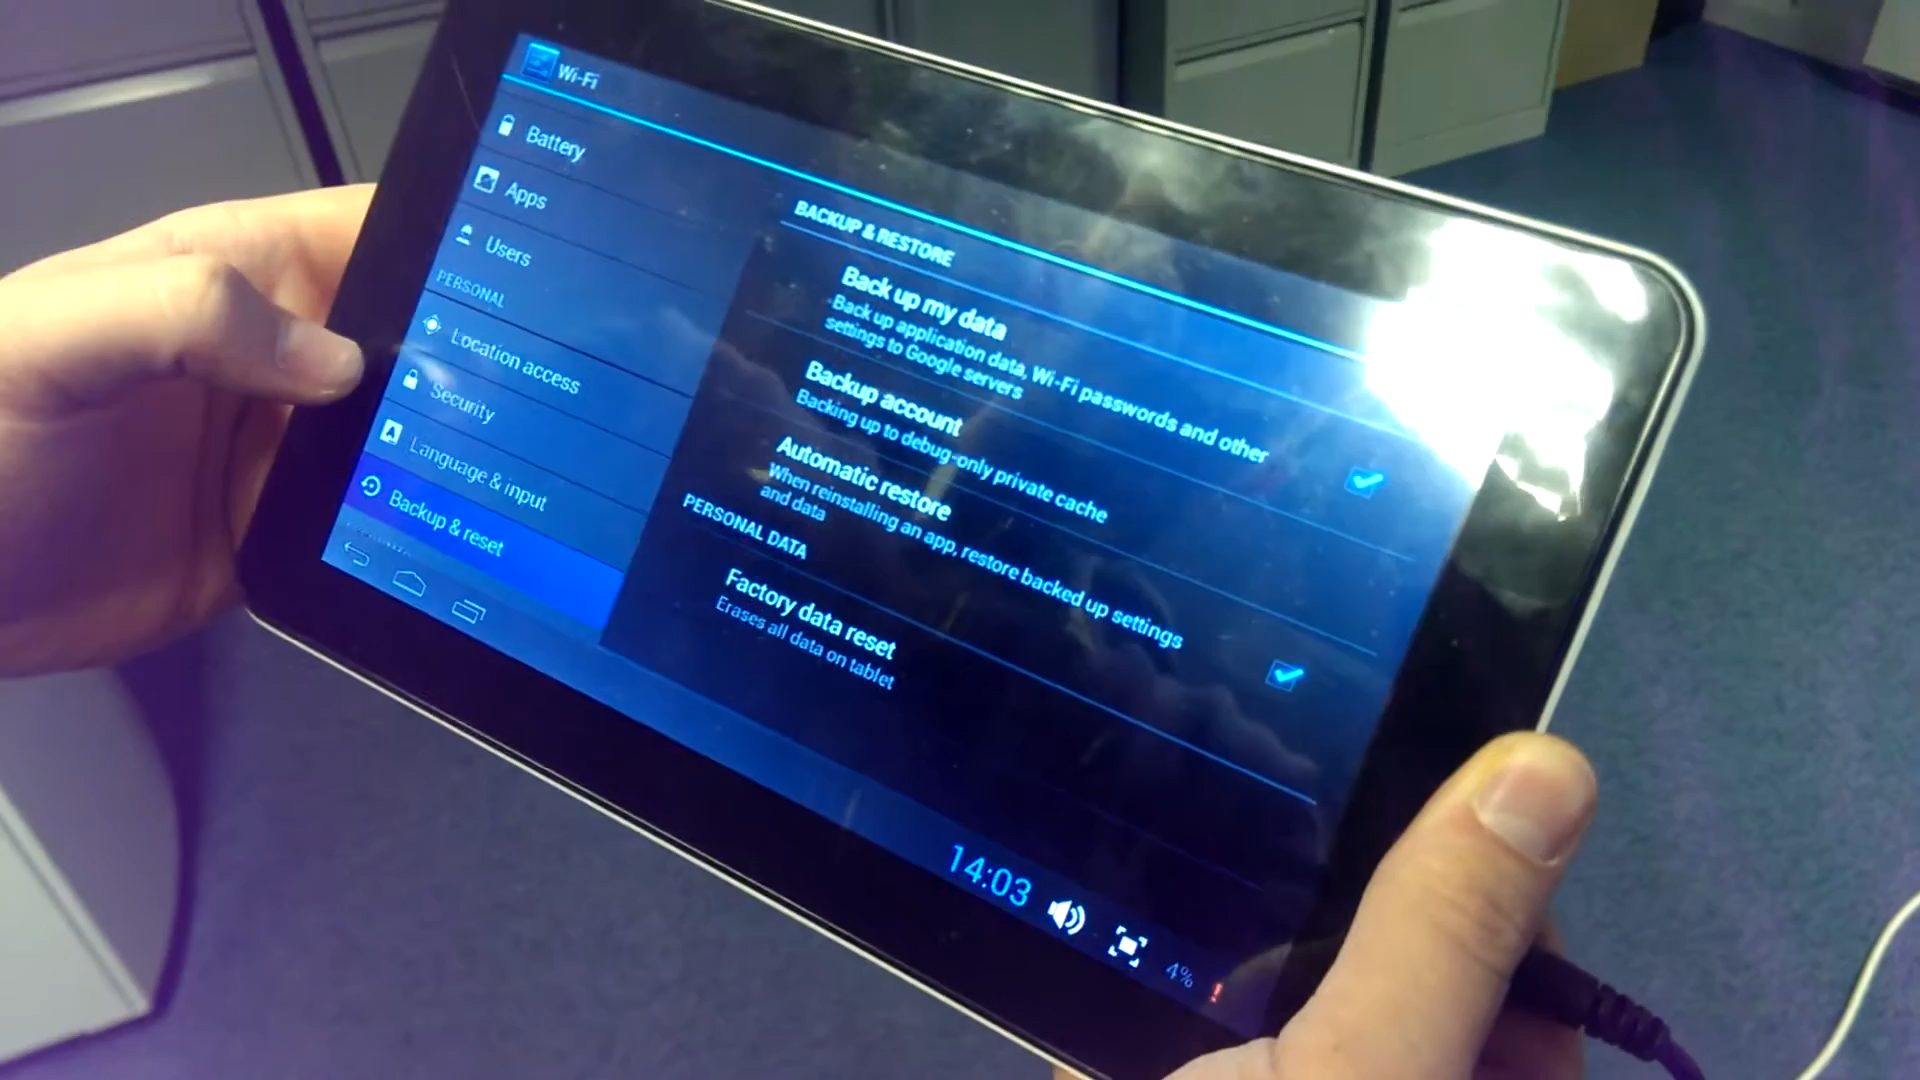 Wi-Fi
Battery
Apps
Users
PERSONAL
Location access
Security
Language & input
Backup & reset
BACKUP & RESTORE
Back up my data
Back up application data, Wi-Fi passwords and other
settings to Google servers
Backup account
Backing up to debug-only private cache
Automatic restore
When reinstalling an app, restore backed up settings
and data
PERSONAL DATA
Factory data reset
Erases all data on tablet
14:03
4%